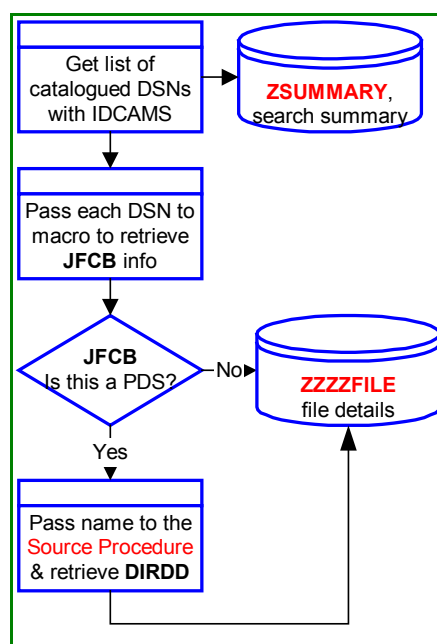 Get list of
catalogued DSNs
with IDCAMS
ZSUMMARY,
search summary
Pass each DSN to
macro to retrieve
JFCB info
JFCB
Is this a PDS?
No
ZZZZFILE
file details
Yes
Pass name to the
Source Procedure
& retrieve DIRDD